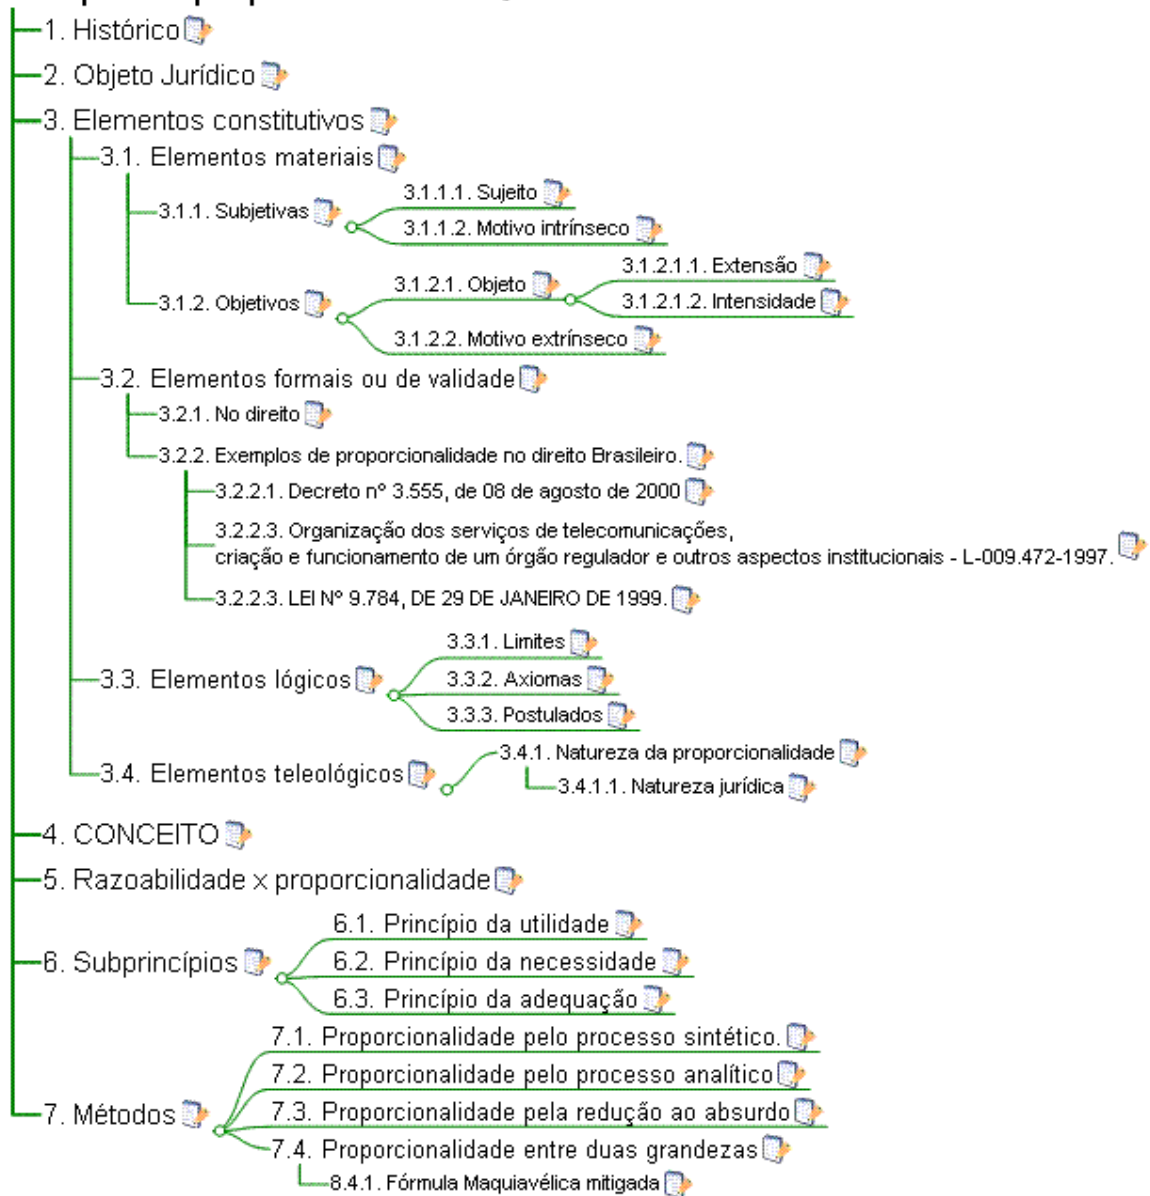 1. Histórico
2. Objeto Jurídico
3. Elementos constitutivos
3.1. Elementos materiais
3.1.1. Subjetivas
3.1.1.1. Sujeito
3.1.1.2. Motivo intrínseco
3.1.2. Objetivos
3.1.2.1. Objeto
3.1.2.1.1. Extensão
3.1.2.1.2. Intensidade
3.1.2.2. Motivo extrínseco
3.2. Elementos formais ou de validade
3.2.1. No direito
3.2.2. Exemplos de proporcionalidade no direito Brasileiro.
3.2.2.1. Decreto nº 3.555, de 08 de agosto de 2000
3.2.2.3. Organização dos serviços de telecomunicações,
criação e funcionamento de um órgão regulador e outros aspectos institucionais - L-009.472-1997.
3.2.2.3. LEI Nº 9.784, DE 29 DE JANEIRO DE 1999.
3.3. Elementos lógicos
3.3.1. Limites
3.3.2. Axiomas
3.3.3. Postulados
3.4. Elementos teleológicos
3.4.1. Natureza da proporcionalidade
3.4.1.1. Natureza jurídica
4. CONCEITO
5. Razoabilidade x proporcionalidade
6. Subprincípios
6.1. Princípio da utilidade
6.2. Princípio da necessidade
6.3. Princípio da adequação
7. Métodos
7.1. Proporcionalidade pelo processo sintético.
7.2. Proporcionalidade pelo processo analítico
7.3. Proporcionalidade pela redução ao absurdo
7.4. Proporcionalidade entre duas grandezas
8.4.1. Fórmula Maquiavélica mitigada